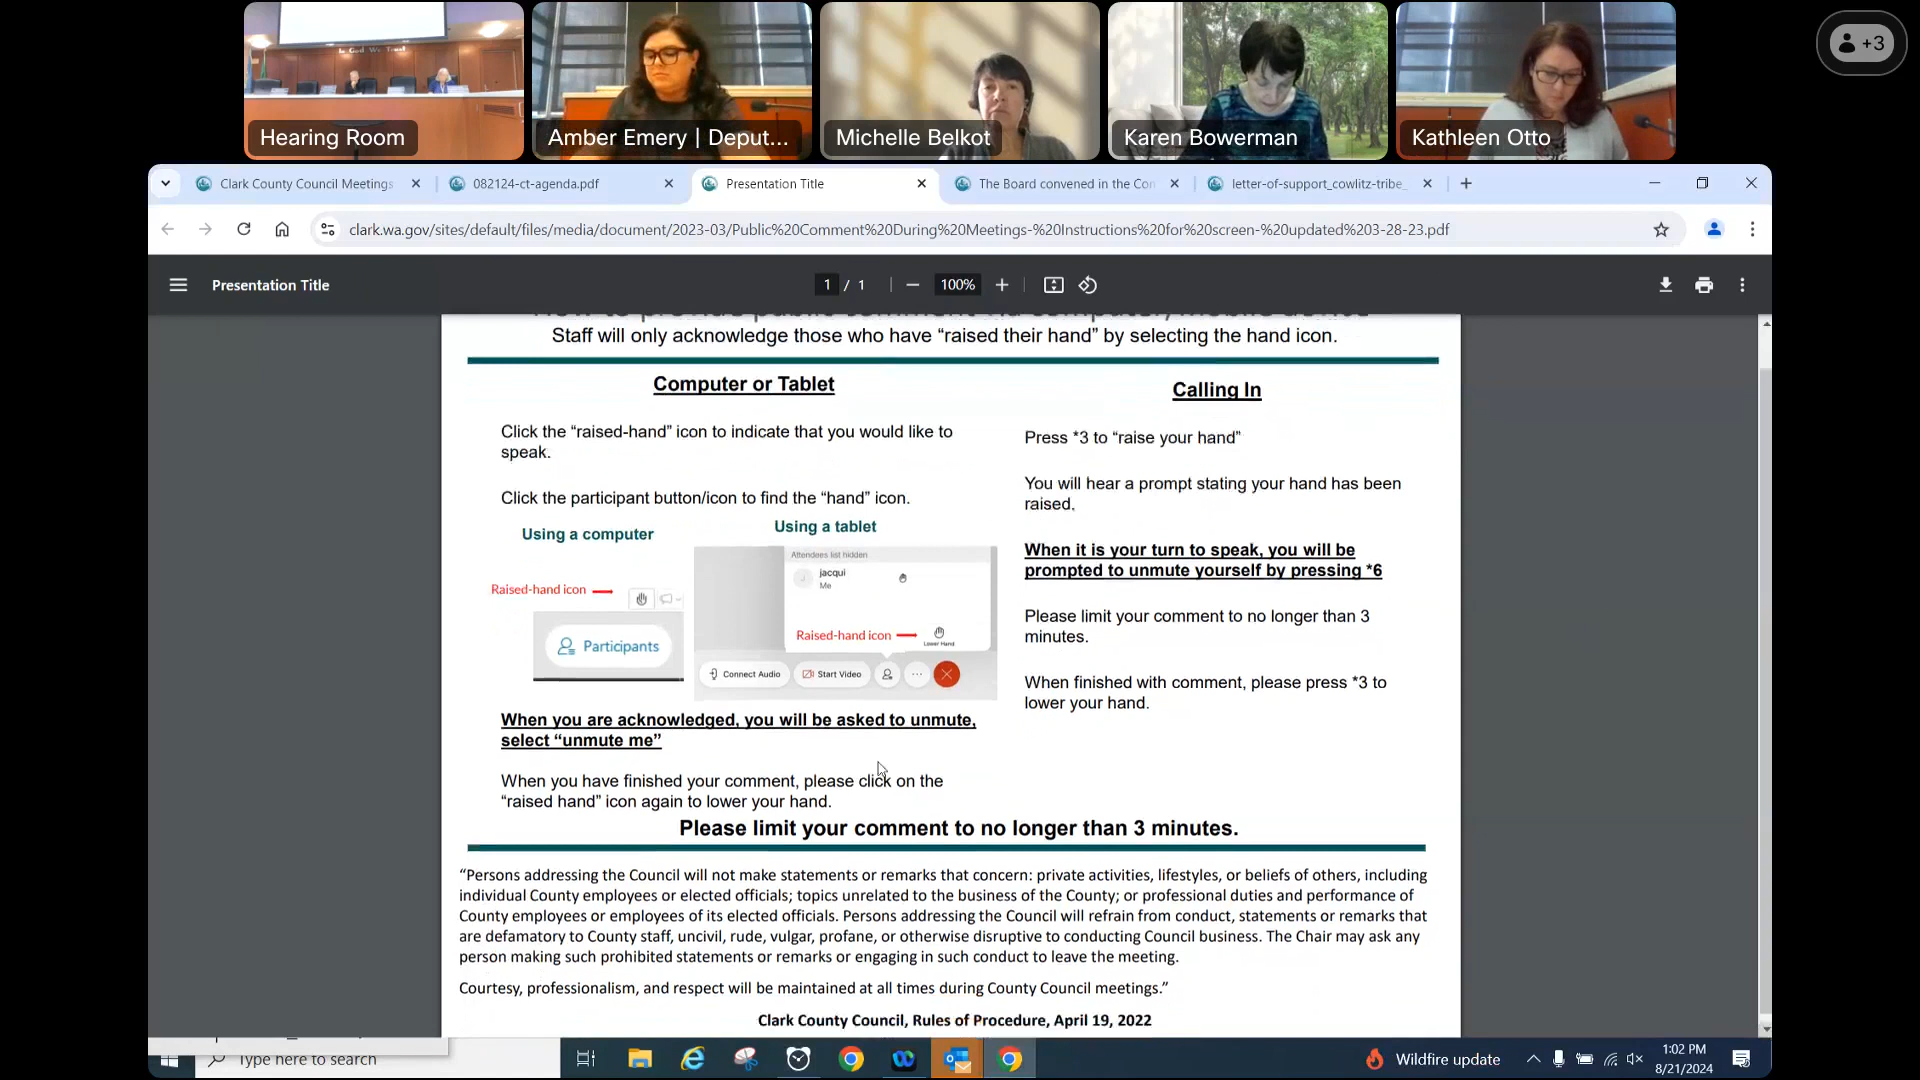 In God We Trust
Hearing Room
Amber Emery | Deput...
Michelle Belkot
Karen Bowerman
Kathleen Otto
+3
Clark County Council Meetings
082124-ct-agenda.pdf
Presentation Title
The Board convened in the Con
letter-of-support_cowlitz-tribe_
clark.wa.gov/sites/default/files/media/document/2023-03/Public%20Comment%20During%20Meetings-%20Instructions%20for%20screen-%20updated%203-28-23.pdf
Presentation Title
1 / 1
100%
How to provide public comment via computer/mobile device
Staff will only acknowledge those who have “raised their hand” by selecting the hand icon.
Computer or Tablet
Click the “raised-hand” icon to indicate that you would like to
speak.
Click the participant button/icon to find the “hand” icon.
Using a computer
Using a tablet
Raised-hand icon
Participants
Attendees list hidden
J
jacqui
Me
Raised-hand icon
Lower Hand
Connect Audio
Start Video
When you are acknowledged, you will be asked to unmute,
select “unmute me”
When you have finished your comment, please click on the
“raised hand” icon again to lower your hand.
Calling In
Press *3 to “raise your hand”
You will hear a prompt stating your hand has been
raised.
When it is your turn to speak, you will be
prompted to unmute yourself by pressing *6
Please limit your comment to no longer than 3
minutes.
When finished with comment, please press *3 to
lower your hand.
Please limit your comment to no longer than 3 minutes.
“Persons addressing the Council will not make statements or remarks that concern: private activities, lifestyles, or beliefs of others, including
individual County employees or elected officials; topics unrelated to the business of the County; or professional duties and performance of
County employees or employees of its elected officials. Persons addressing the Council will refrain from conduct, statements or remarks that
are defamatory to County staff, uncivil, rude, vulgar, profane, or otherwise disruptive to conducting Council business. The Chair may ask any
person making such prohibited statements or remarks or engaging in such conduct to leave the meeting.
Courtesy, professionalism, and respect will be maintained at all times during County Council meetings.”
Clark County Council, Rules of Procedure, April 19, 2022
Type here to search
Wildfire update
1:02 PM
8/21/2024